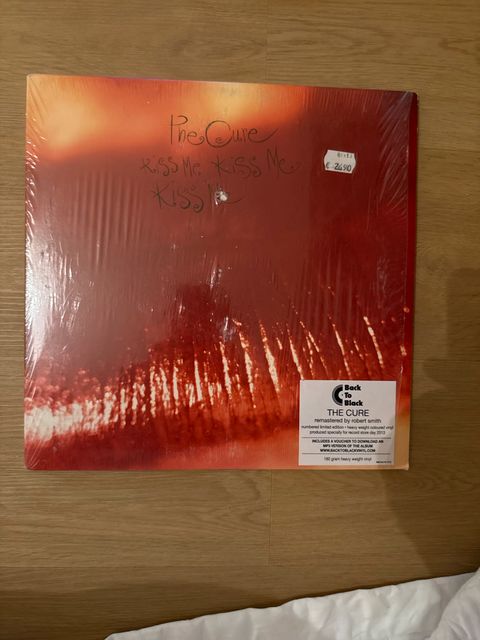 The Cure
Kiss Me, Kiss Me
Kiss Me
€ 26.90
Back
To
Black
THE CURE
remastered by robert smith
numbered limited edition • heavy weight coloured vinyl
produced specially for record store day 2013
INCLUDES A VOUCHER TO DOWNLOAD AN
MP3 VERSION OF THE ALBUM
WWW.BACKTOBLACKVINYL.COM
180 gram heavy weight vinyl